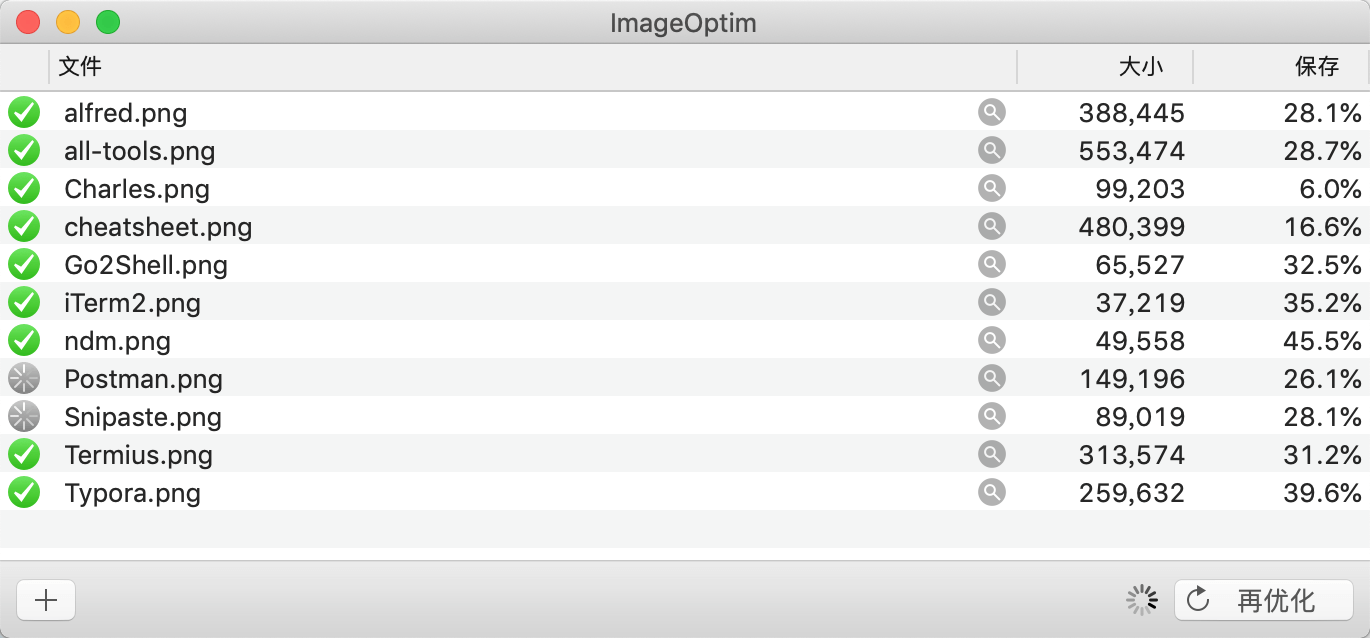 ImageOptim
文件 大小 保存
alfred.png 388,445 28.1%
all-tools.png 553,474 28.7%
Charles.png 99,203 6.0%
cheatsheet.png 480,399 16.6%
Go2Shell.png 65,527 32.5%
iTerm2.png 37,219 35.2%
ndm.png 49,558 45.5%
Postman.png 149,196 26.1%
Snipaste.png 89,019 28.1%
Termius.png 313,574 31.2%
Typora.png 259,632 39.6%
再优化